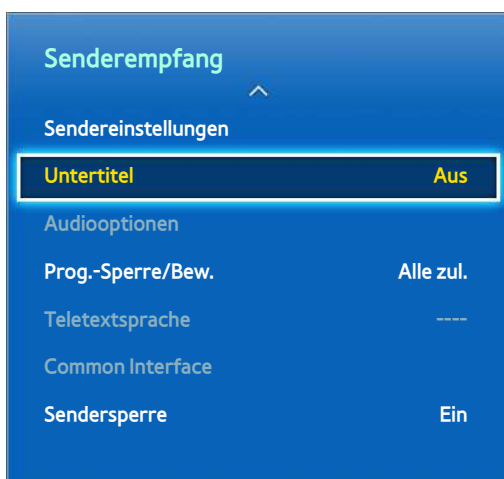 Senderempfang
Sendereinstellungen
Untertitel Aus
Audiooptionen
Prog.-Sperre/Bew. Alle zul.
Teletextsprache ----
Common Interface
Sendersperre Ein